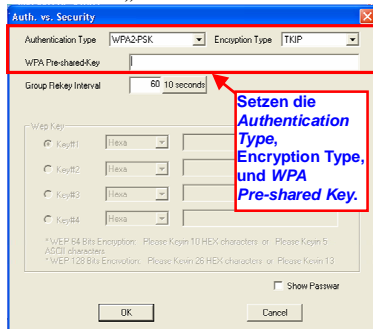 Auth. vs. Security
Authentication Type WPA2-PSK Encryption Type TKIP
WPA Pre-shared-Key
Group Rekey Interval 60 10 seconds
Setzen die
Authentication
Type,
Encryption Type,
und WPA
Pre-shared Key.
Wep Key
Key#1 Hexa
Key#2 Hexa
Key#3 Hexa
Key#4 Hexa
*WEP 64 Bits Encryption: Please Keyin 10 HEX characters or Please Keyin 5
ASCII characters
*WEP 128 Bits Encryption: Please Keyin 26 HEX characters or Please Keyin 13
Show Passwar
OK Cancel